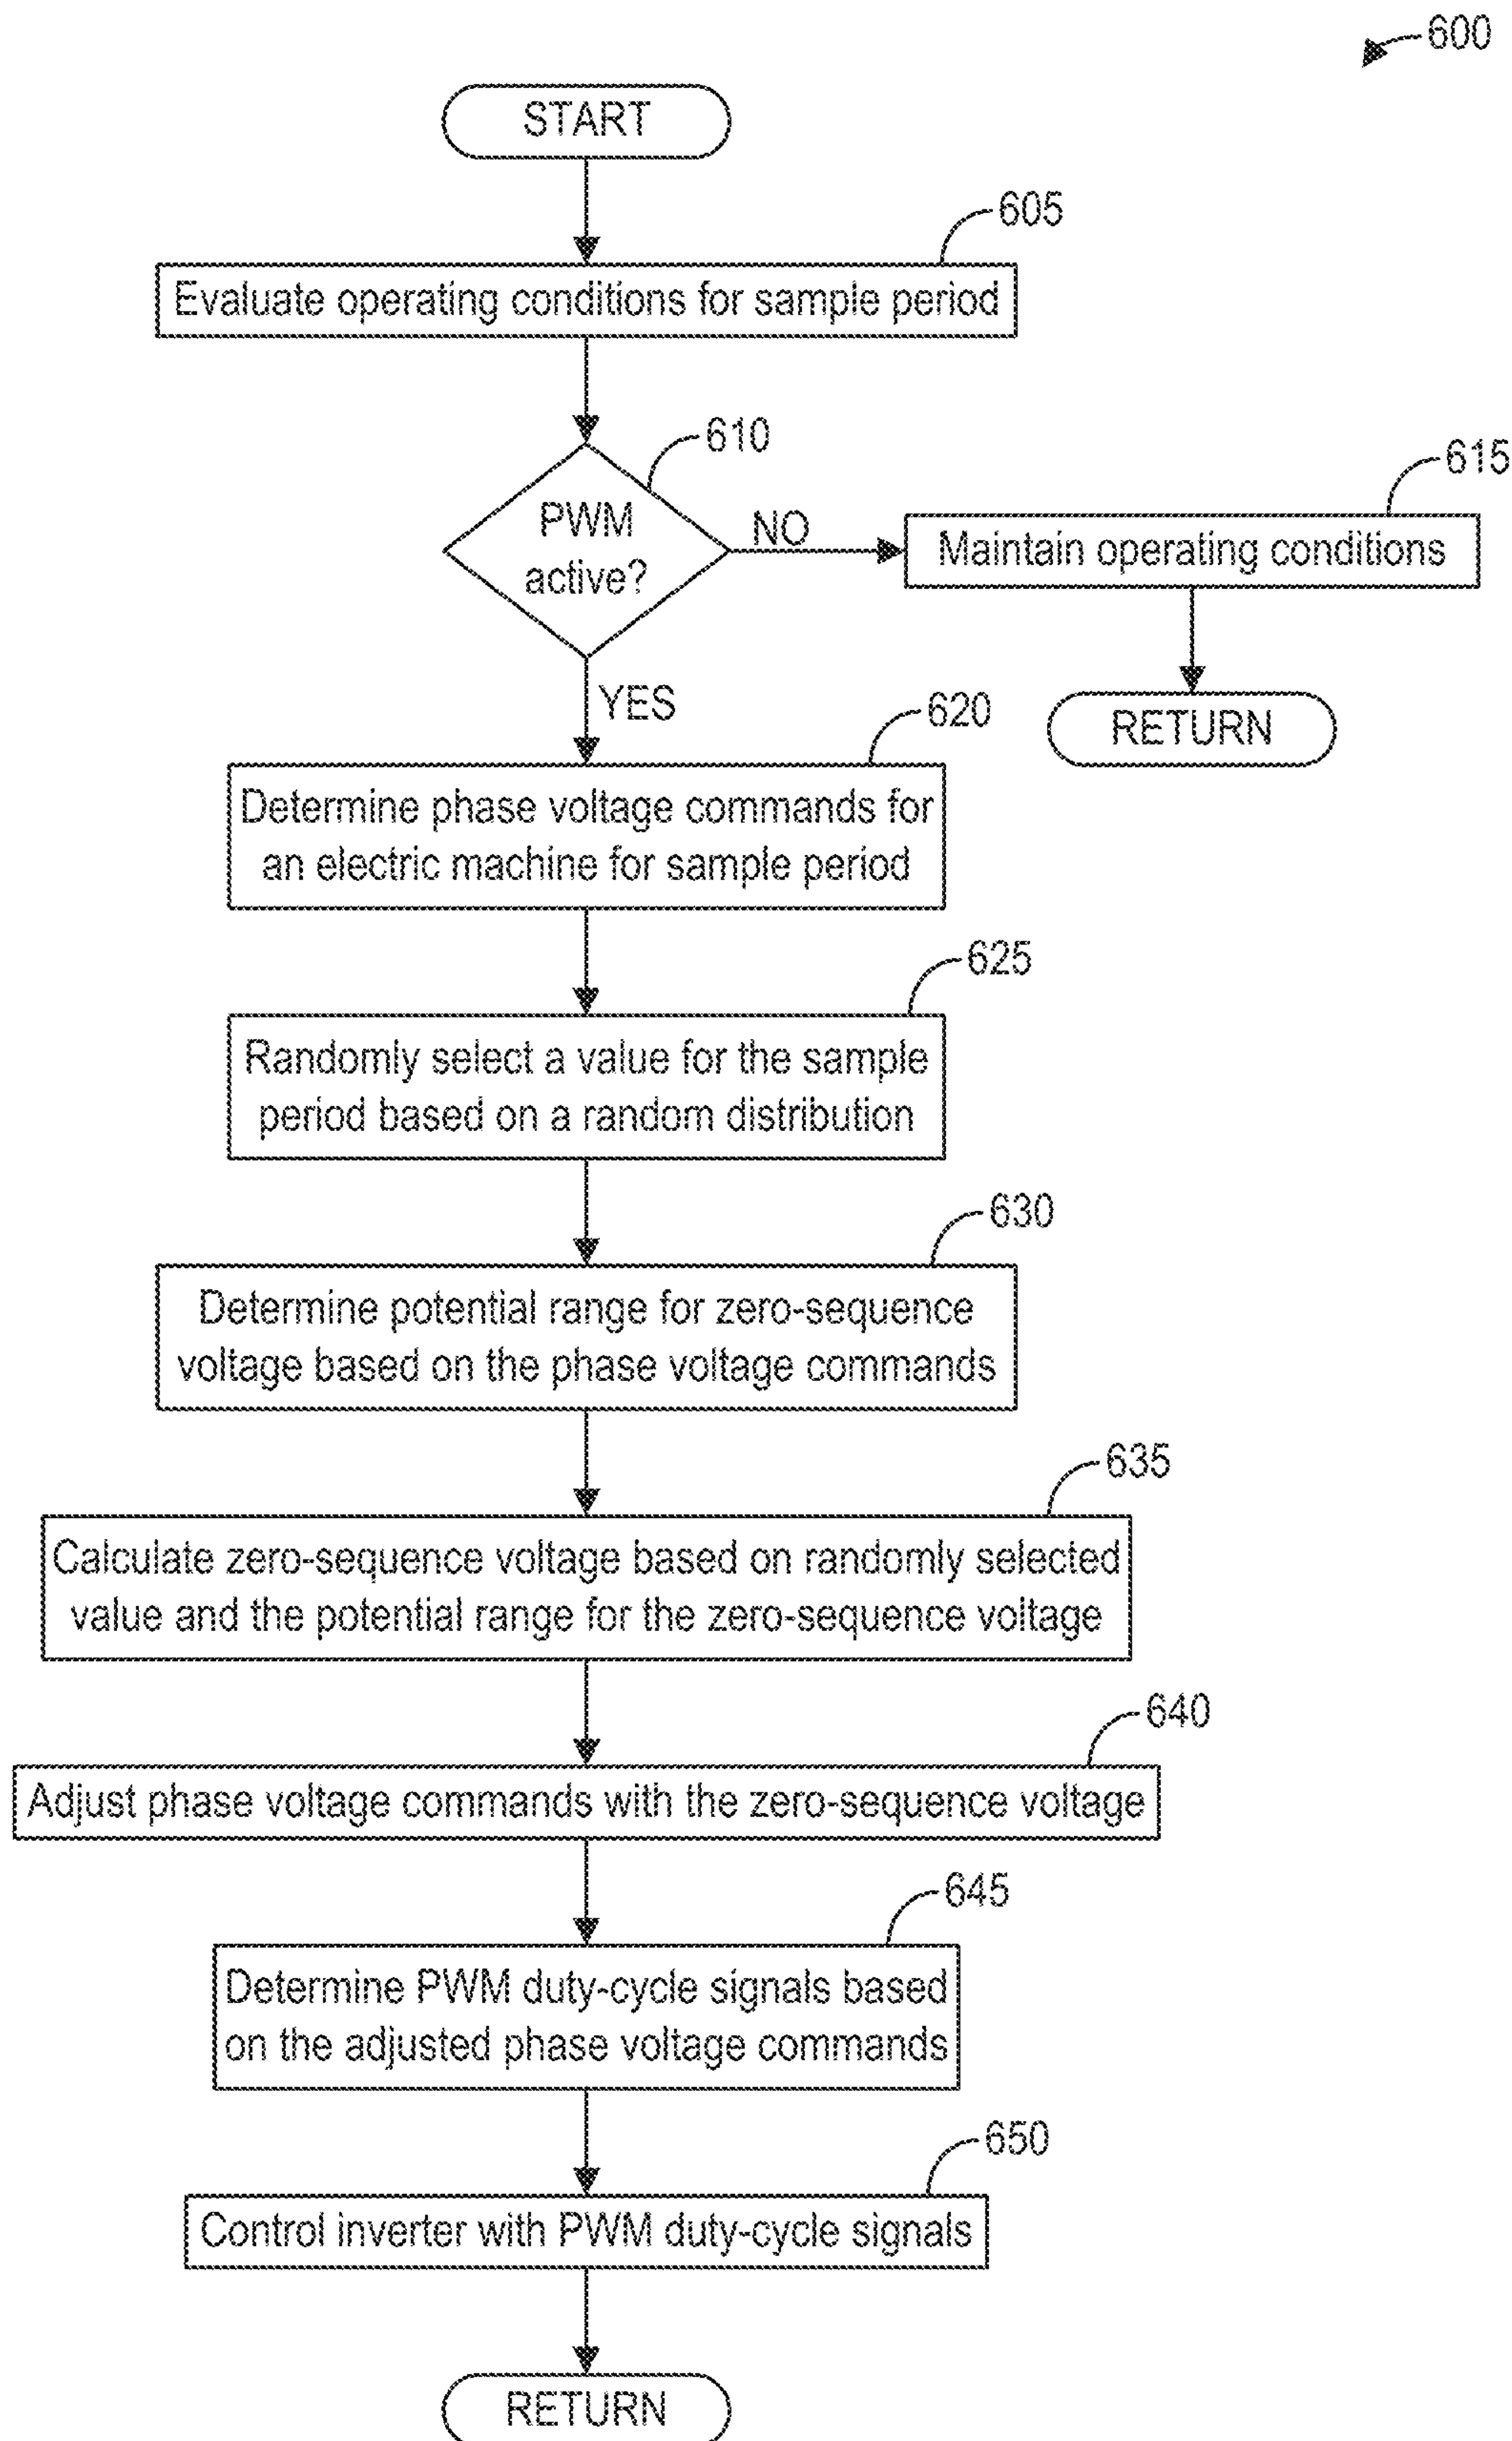 600
START
605
Evaluate operating conditions for sample period
610
PWM
active?
NO
615
Maintain operating conditions
RETURN
YES
620
Determine phase voltage commands for
an electric machine for sample period
625
Randomly select a value for the sample
period based on a random distribution
630
Determine potential range for zero-sequence
voltage based on the phase voltage commands
635
Calculate zero-sequence voltage based on randomly selected
value and the potential range for the zero-sequence voltage
640
Adjust phase voltage commands with the zero-sequence voltage
645
Determine PWM duty-cycle signals based
on the adjusted phase voltage commands
650
Control inverter with PWM duty-cycle signals
RETURN